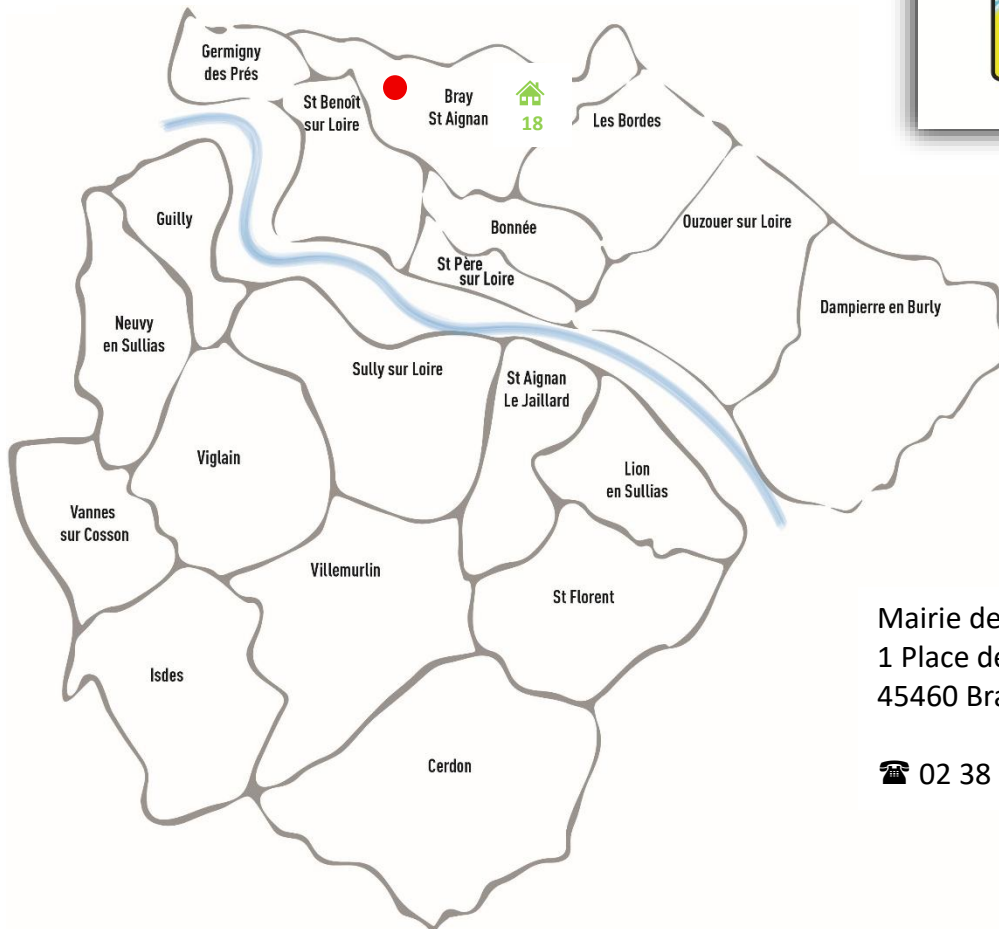 Germigny
des Prés
St Benoît
sur Loire
Bray
St Aignan
18
Les Bordes
Guilly
Bonnée
Ouzouer sur Loire
St Père
sur Loire
Dampierre en Burly
Neuvy
en Sullias
Sully sur Loire
St Aignan
Le Jaillard
Viglain
Lion
en Sullias
Vannes
sur Cosson
Villemurlin
St Florent
Isdes
Cerdon
Mairie de
1 Place de
45460 Bra
☎ 02 38